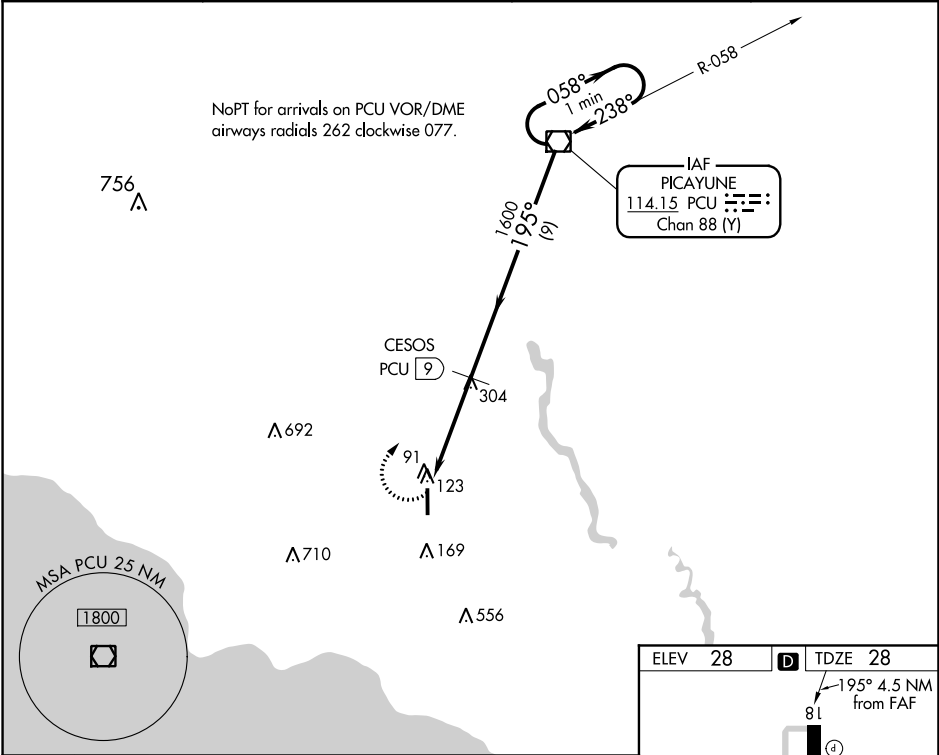 R-058
058°
1 min
238°
NoPT for arrivals on PCU VOR/DME
airways radials 262 clockwise 077.
IAF
PICAYUNE
114.15 PCU
Chan 88 (Y)
756
1600
195°
(9)
CESOS
PCU 9
304
692
91
123
710
169
MSA PCU 25 NM
1800
556
ELEV 28 D TDZE 28
195° 4.5 NM
from FAF
18
P